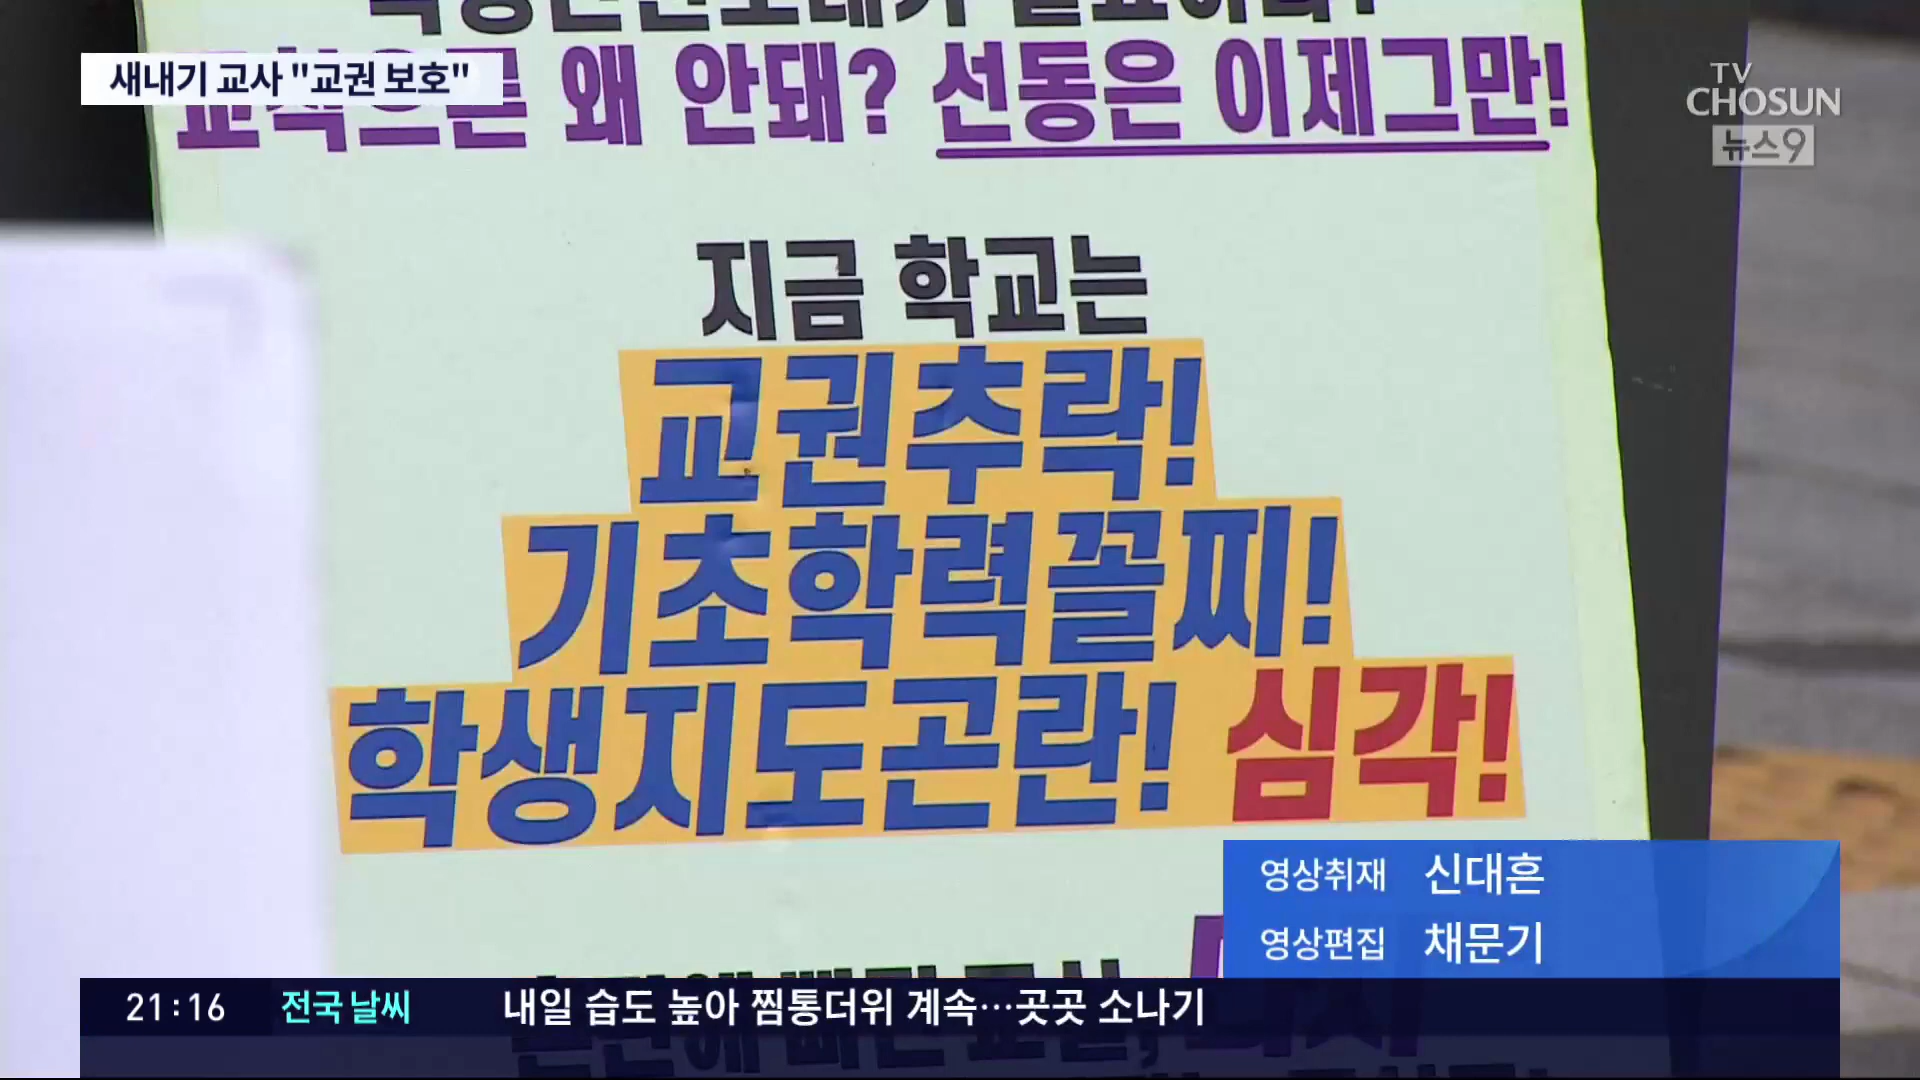 새내기 교사 "교권 보호"
왜 안돼? 선동은 이제그만!
TV
CHOSUN
뉴스9
지금 학교는
교권추락!
기초학력꼴찌!
학생지도곤란! 심각!
영상취재 신대흔
영상편집 채문기
21:16 전국 날씨 내일 습도 높아 찜통더위 계속…곳곳 소나기